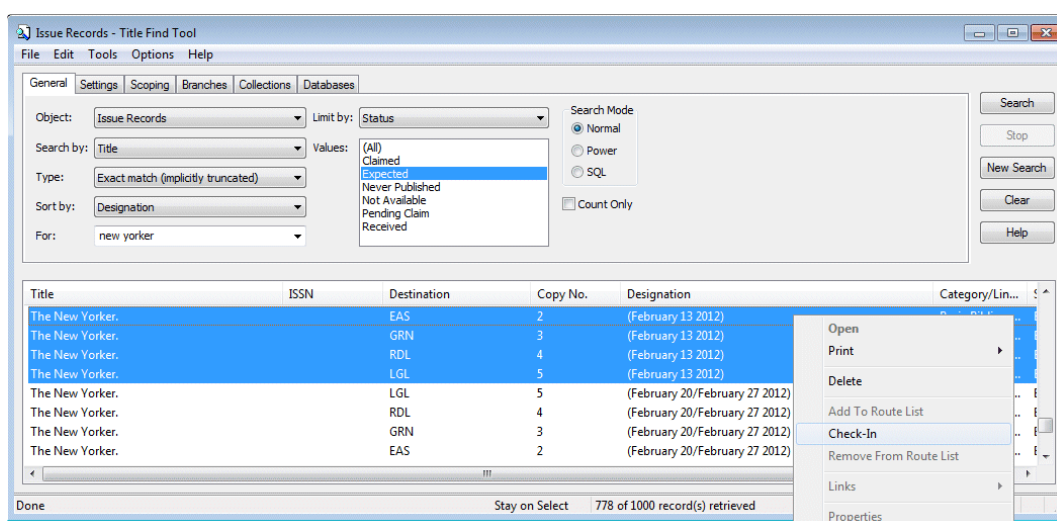 Issue Records - Title Find Tool
File Edit Tools Options Help
General Settings Scoping Branches Collections Databases
Object: Issue Records Limit by: Status Search Mode
Search by: Title Values: (All) Normal
Claimed Power
Type: Exact match (implicitly truncated) Expected SQL
Never Published
Sort by: Designation Not Available Count Only
Pending Claim
For: new yorker Received
Search
Stop
New Search
Clear
Help
Title ISSN Destination Copy No. Designation Category/Lin...
The New Yorker. EAS 2 (February 13 2012)
The New Yorker. GRN 3 (February 13 2012)
The New Yorker. RDL 4 (February 13 2012)
The New Yorker. LGL 5 (February 13 2012)
The New Yorker. LGL 5 (February 20/February 27 2012)
The New Yorker. RDL 4 (February 20/February 27 2012)
The New Yorker. GRN 3 (February 20/February 27 2012)
The New Yorker. EAS 2 (February 20/February 27 2012)
Open
Print
Delete
Add To Route List
Check-In
Remove From Route List
Links
Properties
Done Stay on Select 778 of 1000 record(s) retrieved